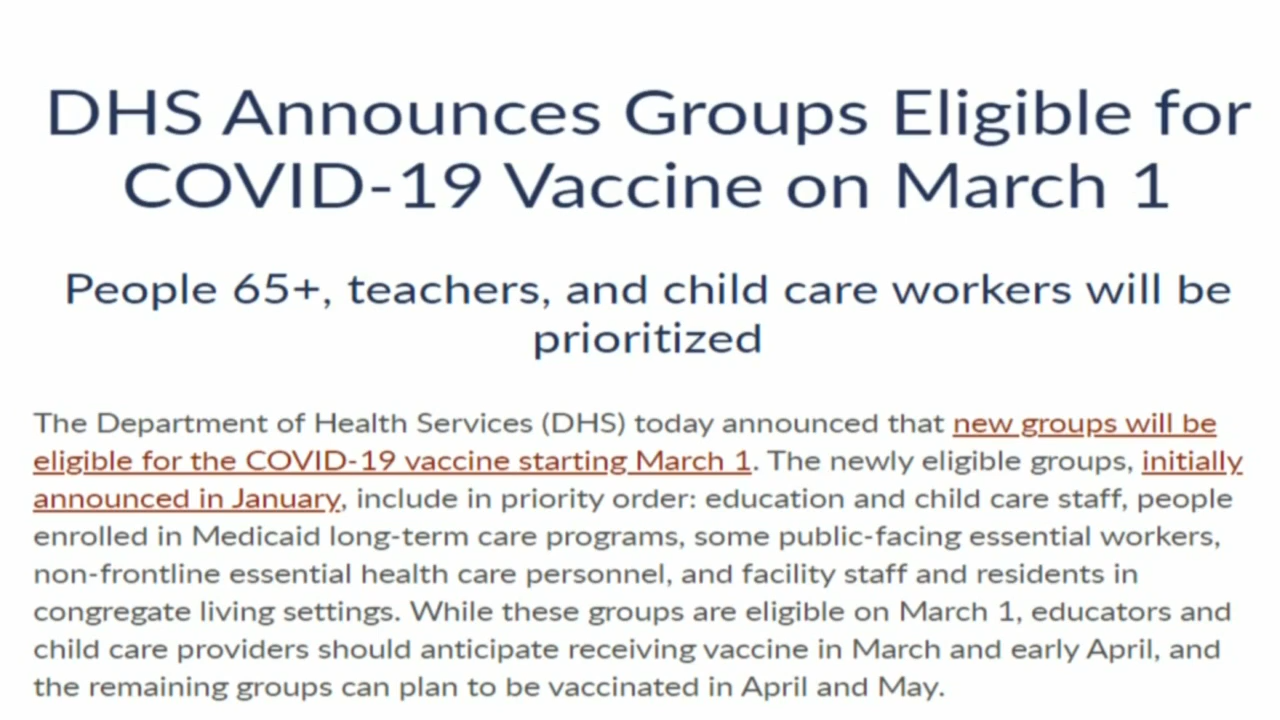 DHS Announces Groups Eligible for
COVID-19 Vaccine on March 1
People 65+, teachers, and child care workers will be
prioritized
The Department of Health Services (DHS) today announced that new groups will be
eligible for the COVID-19 vaccine starting March 1. The newly eligible groups, initially
announced in January, include in priority order: education and child care staff, people
enrolled in Medicaid long-term care programs, some public-facing essential workers,
non-frontline essential health care personnel, and facility staff and residents in
congregate living settings. While these groups are eligible on March 1, educators and
child care providers should anticipate receiving vaccine in March and early April, and
the remaining groups can plan to be vaccinated in April and May.